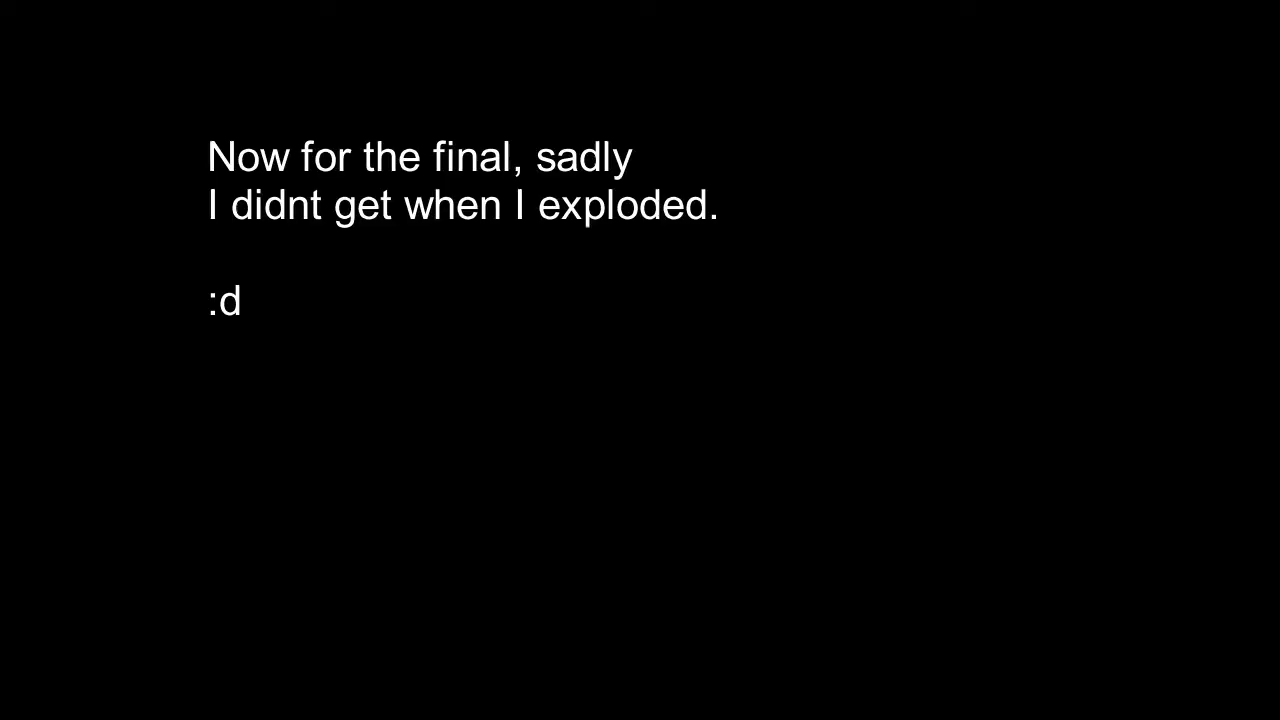 Now for the final, sadly
I didnt get when I exploded.
:d